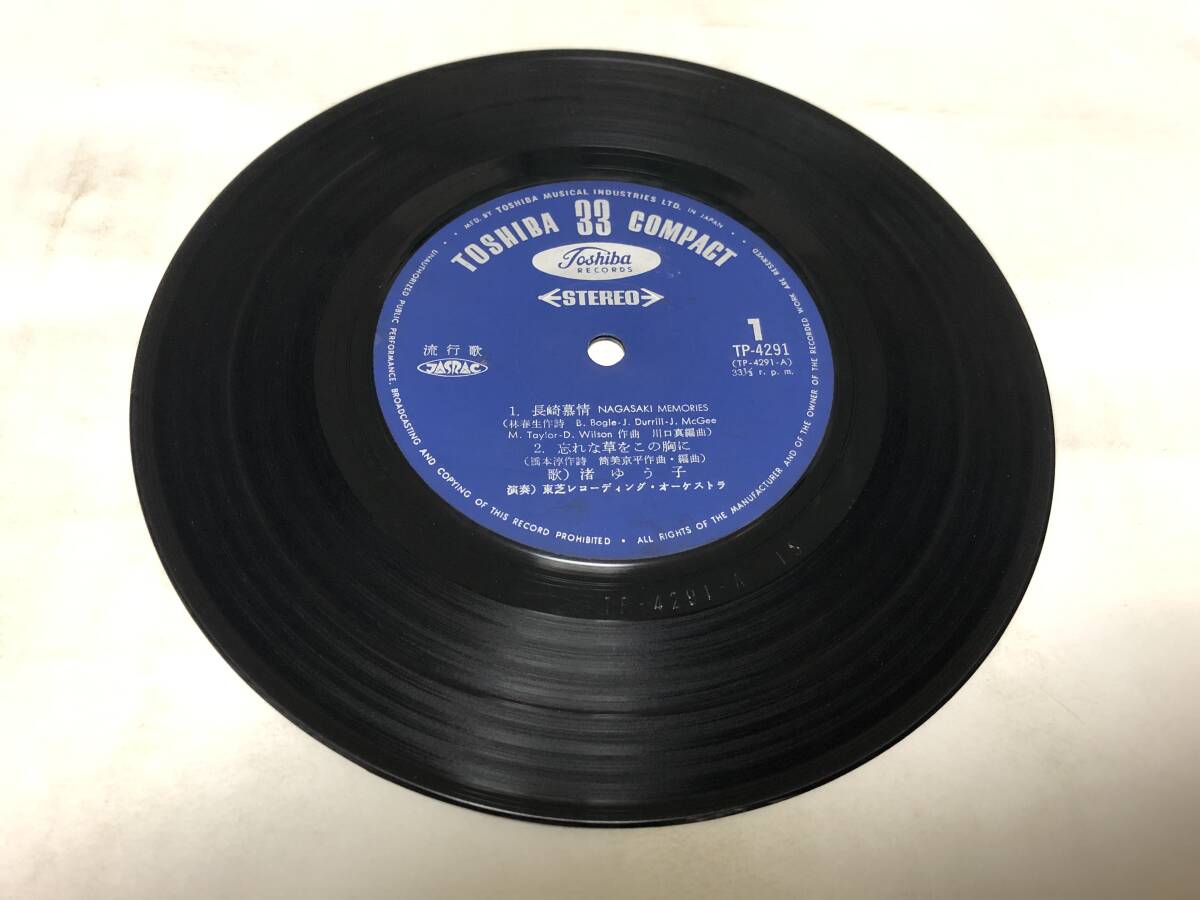 MFD. BY TOSHIBA MUSICAL INDUSTRIES LTD. IN JAPAN
TOSHIBA 33 COMPACT
Toshiba
RECORDS
STEREO
1
TP-4291
(TP-4291-A)
33⅓ r. p. m.
流行歌
JASRAC
1. 長崎慕情 NAGASAKI MEMORIES
(林春生作詩 B. Bogle-J. Durrill-J. McGee
M. Taylor-D. Wilson 作曲 川口真編曲)
2. 忘れな草をこの胸に
(橋本淳作詩 筒美京平作曲・編曲)
歌) 渚ゆう子
演奏) 東芝レコーディング・オーケストラ
UNAUTHORIZED PUBLIC PERFORMANCE, BROADCASTING AND COPYING OF THIS RECORD PROHIBITED • ALL RIGHTS OF THE MANUFACTURER AND OF THE OWNER OF THE RECORDED WORK ARE RESERVED
TP-4291-A